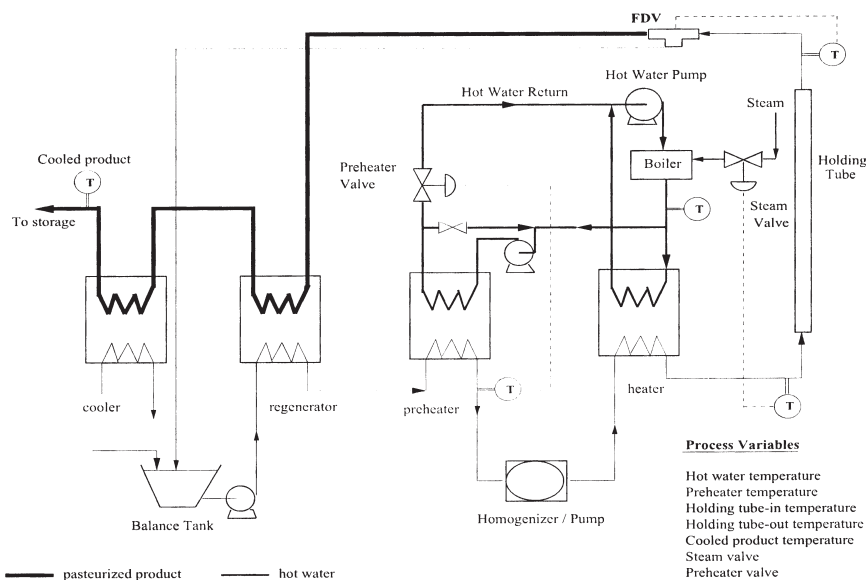 FDV
T
Hot Water Pump
Hot Water Return
Steam
Cooled product
T
Preheater
Valve
Boiler
Holding
Tube
To storage
T
Steam
Valve
cooler
regenerator
preheater
T
heater
T
Process Variables
Hot water temperature
Preheater temperature
Holding tube-in temperature
Holding tube-out temperature
Cooled product temperature
Steam valve
Preheater valve
Balance Tank
Homogenizer / Pump
pasteurized product
hot water